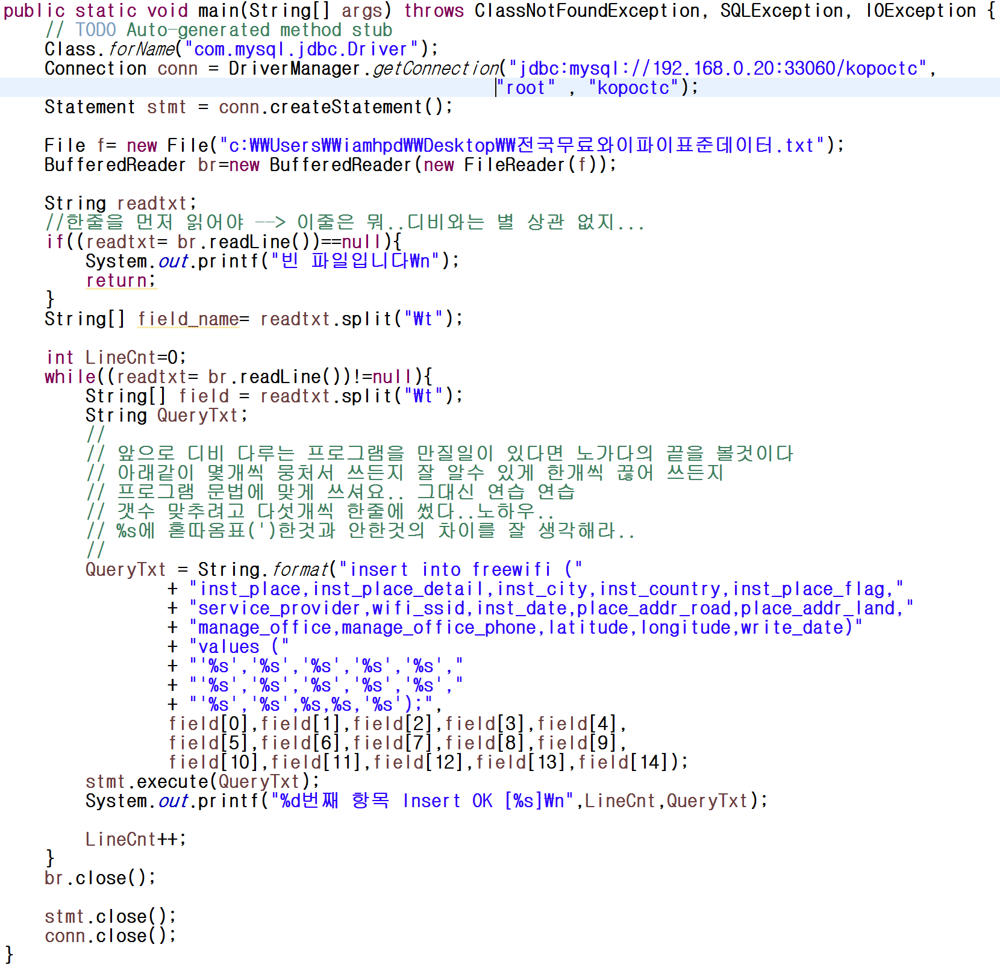 public static void main(String[] args) throws ClassNotFoundException, SQLException, IOException {
// TODO Auto-generated method stub
Class.forName("com.mysql.jdbc.Driver");
Connection conn = DriverManager.getConnection("jdbc:mysql://192.168.0.20:33060/kopoctc",
"root" , "kopoctc");
Statement stmt = conn.createStatement();
File f= new File("c:₩₩Users₩₩iamhpd₩₩Desktop₩₩전국무료와이파이표준데이터.txt");
BufferedReader br=new BufferedReader(new FileReader(f));
String readtxt;
//한줄을 먼저 읽어야 --> 이줄은 뭐..디비와는 별 상관 없지...
if((readtxt= br.readLine())==null){
System.out.printf("빈 파일입니다₩n");
return;
}
String[] field_name= readtxt.split("₩t");
int LineCnt=0;
while((readtxt= br.readLine())!=null){
String[] field = readtxt.split("₩t");
String QueryTxt;
//
// 앞으로 디비 다루는 프로그램을 만질일이 있다면 노가다의 끝을 볼것이다
// 아래같이 몇개씩 뭉쳐서 쓰든지 잘 알수 있게 한개씩 끊어 쓰든지
// 프로그램 문법에 맞게 쓰셔요.. 그대신 연습 연습
// 갯수 맞추려고 다섯개씩 한줄에 썼다..노하우..
// %s에 홑따옴표(')한것과 안한것의 차이를 잘 생각해라..
//
QueryTxt = String.format("insert into freewifi ("
+ "inst_place,inst_place_detail,inst_city,inst_country,inst_place_flag,"
+ "service_provider,wifi_ssid,inst_date,place_addr_road,place_addr_land,"
+ "manage_office,manage_office_phone,latitude,longitude,write_date)"
+ "values ("
+ "'%s','%s','%s','%s','%s',"
+ "'%s','%s','%s','%s','%s',"
+ "'%s','%s',%s,%s,'%s');",
field[0],field[1],field[2],field[3],field[4],
field[5],field[6],field[7],field[8],field[9],
field[10],field[11],field[12],field[13],field[14]);
stmt.execute(QueryTxt);
System.out.printf("%d번째 항목 Insert OK [%s]₩n",LineCnt,QueryTxt);
LineCnt++;
}
br.close();
stmt.close();
conn.close();
}